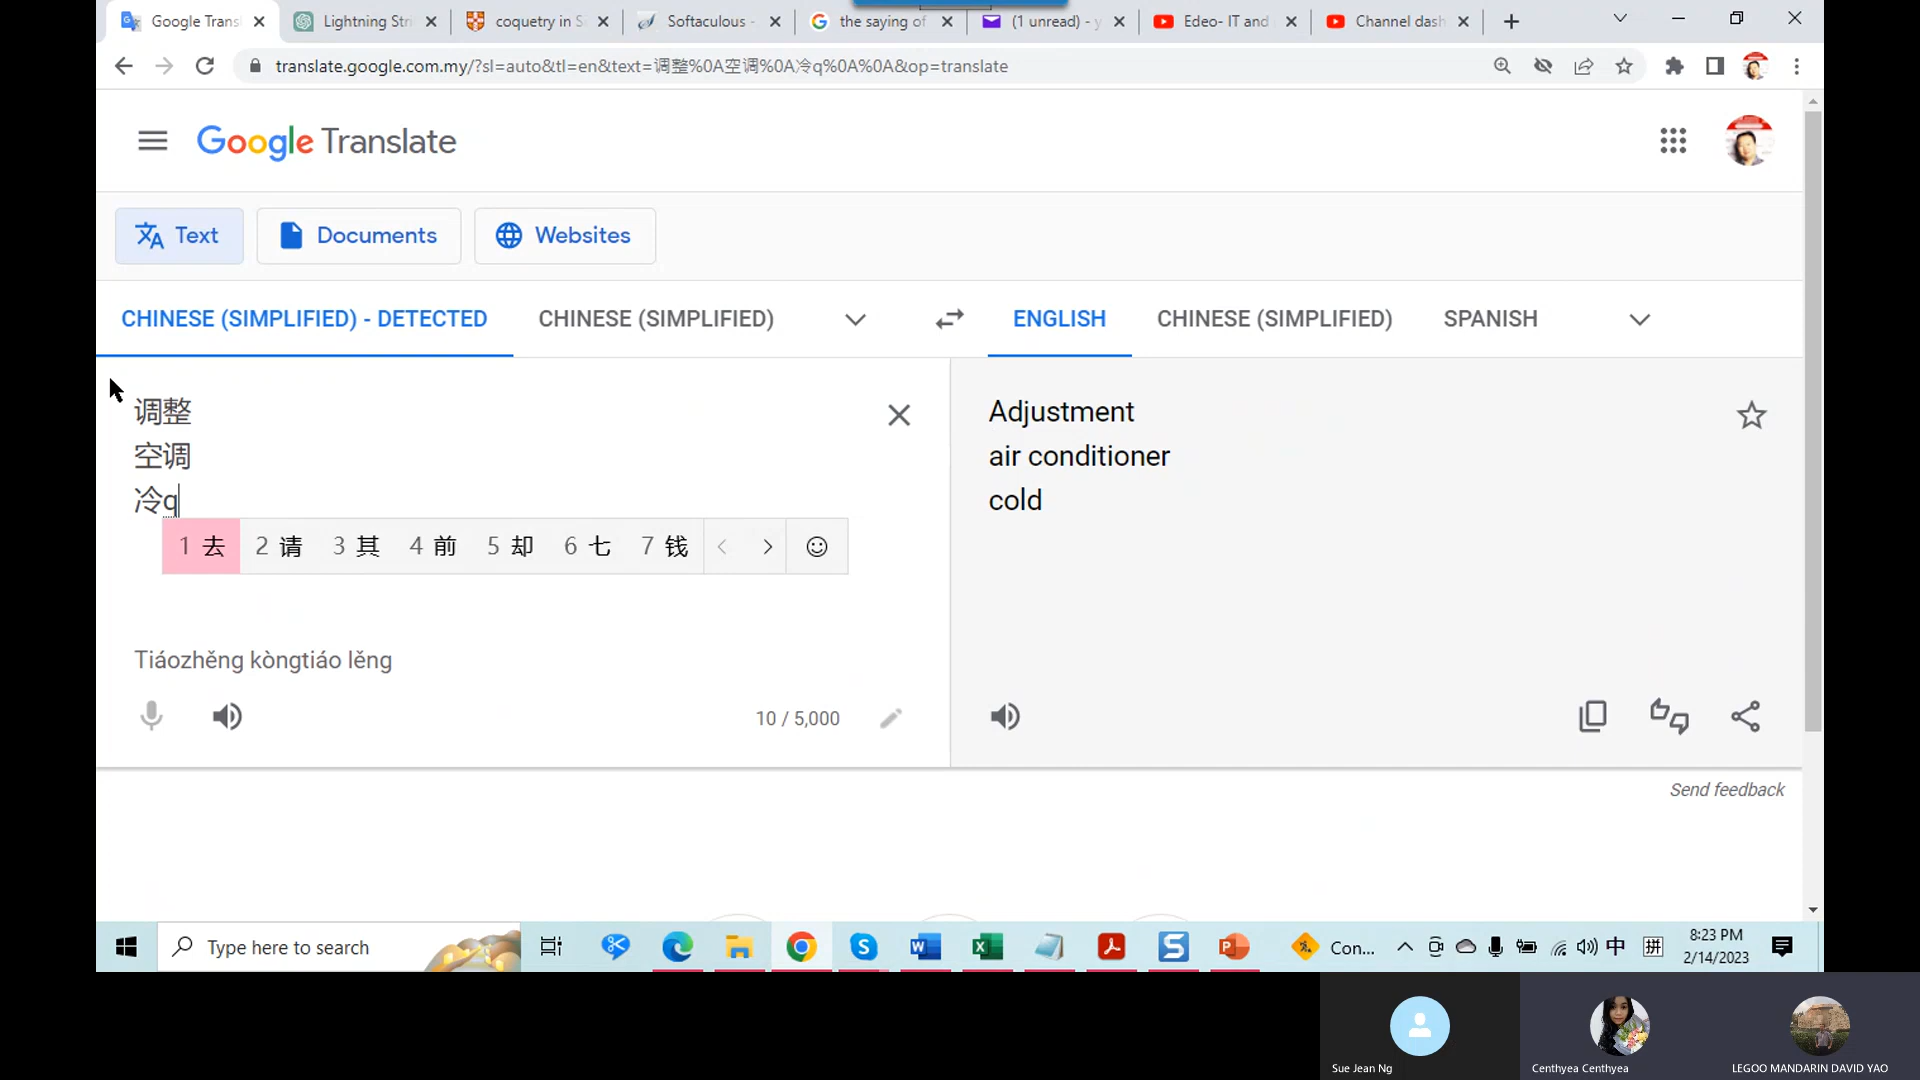 Google Trans
Lightning Stri
coquetry in S
Softaculous -
the saying of
(1 unread) - y
Edeo- IT and
Channel dash
translate.google.com.my/?sl=auto&tl=en&text=调整%0A空调%0A冷q%0A%0A&op=translate
Google Translate
Text
Documents
Websites
CHINESE (SIMPLIFIED) - DETECTED
CHINESE (SIMPLIFIED)
ENGLISH
CHINESE (SIMPLIFIED)
SPANISH
调整
空调
冷q
1 去 2 请 3 其 4 前 5 却 6 七 7 钱
Tiáozhěng kòngtiáo lěng
10 / 5,000
Adjustment
air conditioner
cold
Send feedback
Type here to search
Con...
中
拼
8:23 PM
2/14/2023
Sue Jean Ng
Centhyea Centhyea
LEGOO MANDARIN DAVID YAO